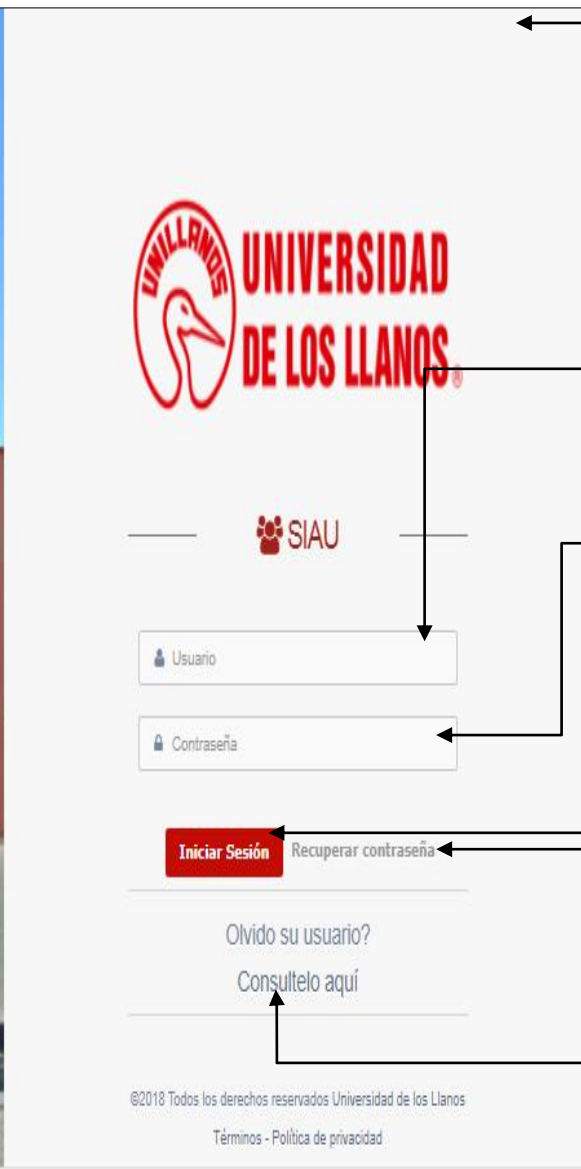 UNILLANOS
UNIVERSIDAD
DE LOS LLANOS®
SIAU
Usuario
Contraseña
Iniciar Sesión Recuperar contraseña
Olvido su usuario?
Consultelo aquí
©2018 Todos los derechos reservados Universidad de los Llanos
Términos - Política de privacidad